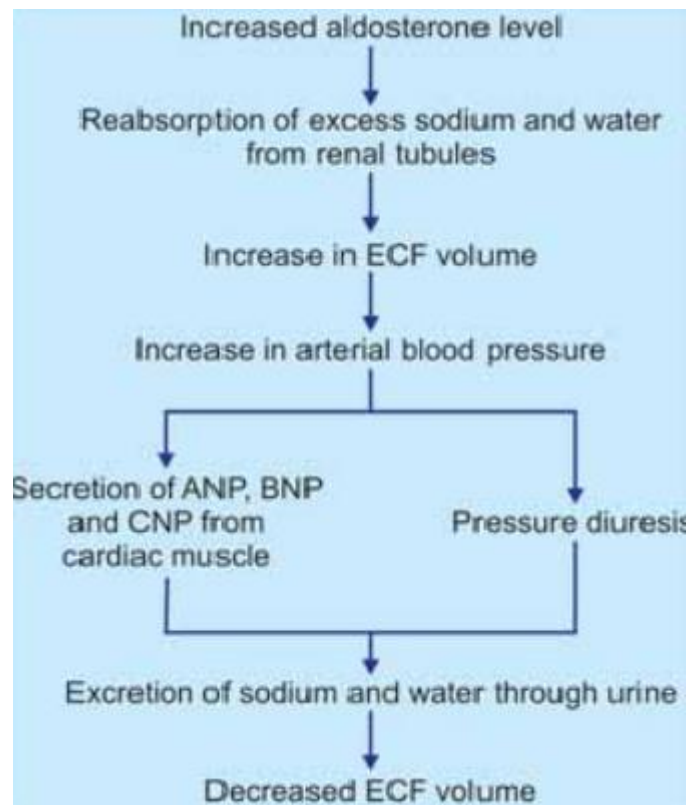 Increased aldosterone level
Reabsorption of excess sodium and water
from renal tubules
Increase in ECF volume
Increase in arterial blood pressure
Secretion of ANP, BNP
and CNP from
cardiac muscle
Pressure diuresis
Excretion of sodium and water through urine
Decreased ECF volume